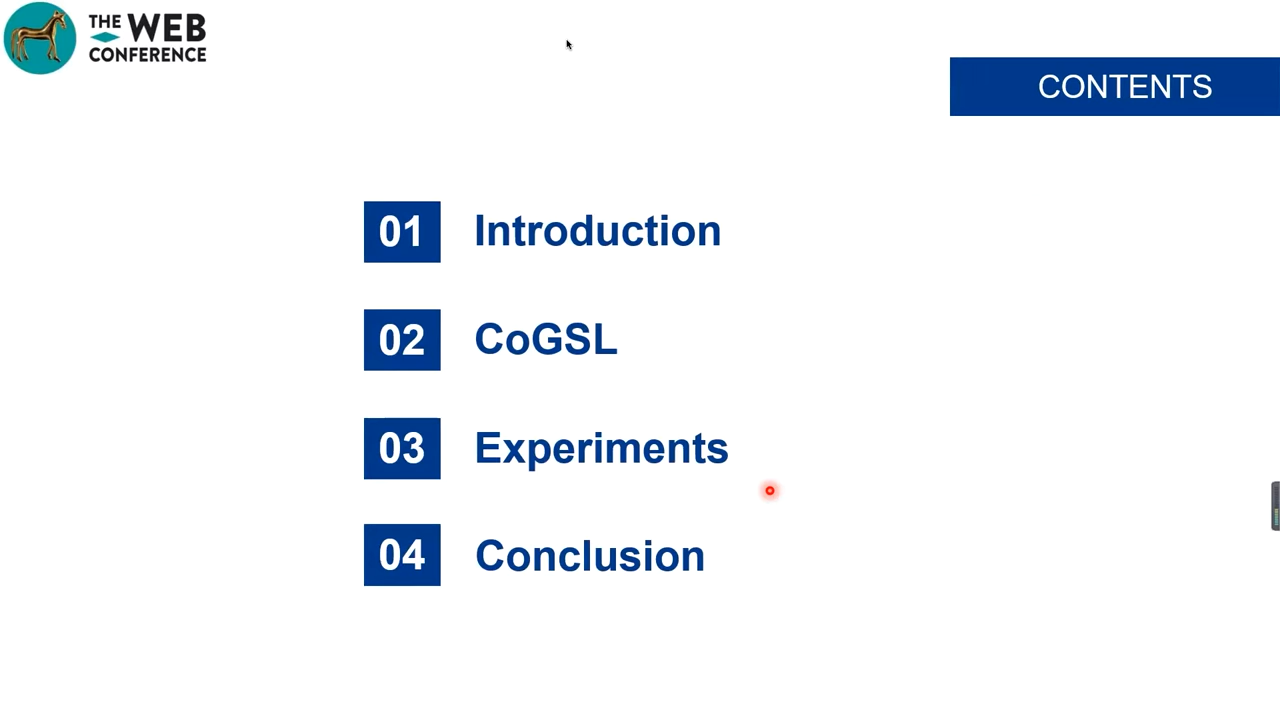 THE WEB
CONFERENCE
CONTENTS
01 Introduction
02 CoGSL
03 Experiments
04 Conclusion